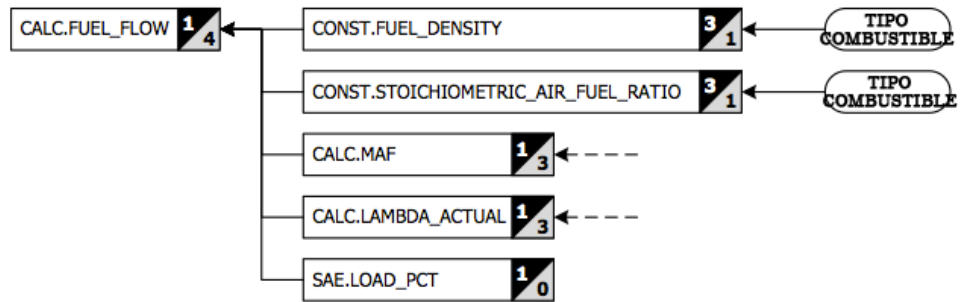 CALC.FUEL_FLOW 1 4
CONST.FUEL_DENSITY 3 1
TIPO
COMBUSTIBLE
CONST.STOICHIOMETRIC_AIR_FUEL_RATIO 3 1
TIPO
COMBUSTIBLE
CALC.MAF 1 3
CALC.LAMBDA_ACTUAL 1 3
SAE.LOAD_PCT 1 0